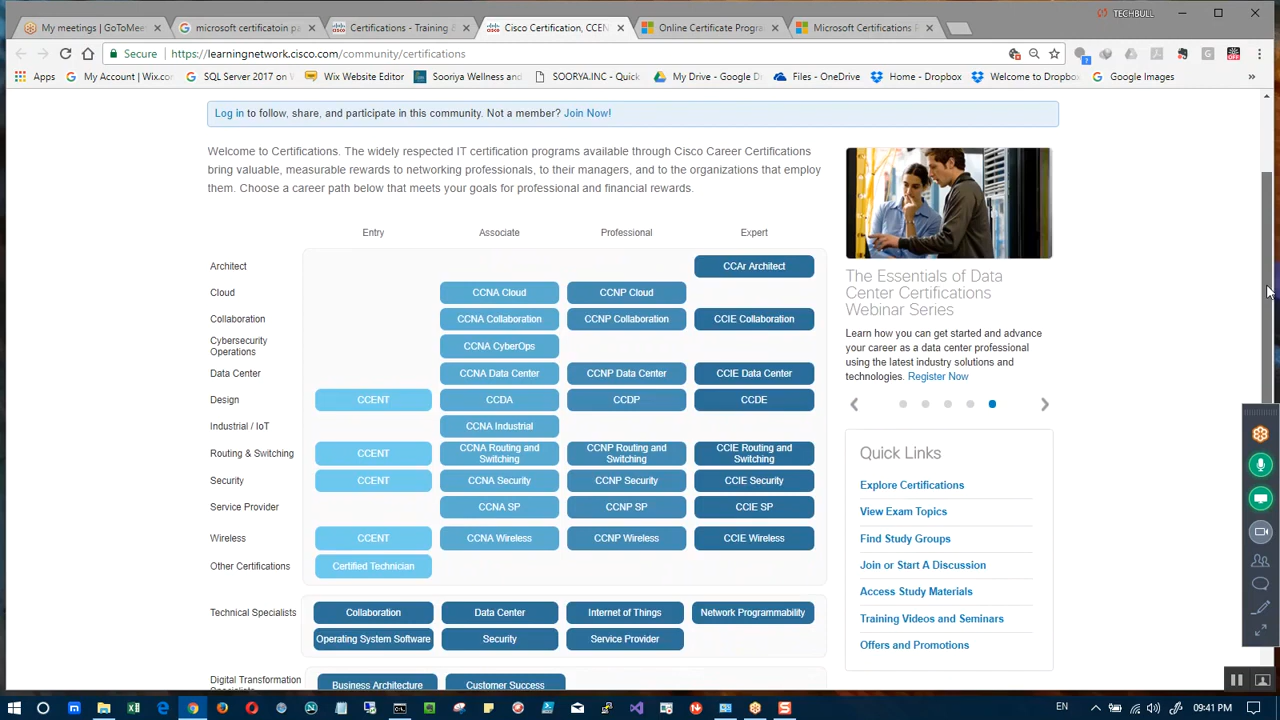 My meetings | GoToMeet
microsoft certificatoin pa
Certifications - Training &
Cisco Certification, CCEN
Online Certificate Progra
Microsoft Certifications R
TECHBULL
Secure
https://learningnetwork.cisco.com/community/certifications
Apps
My Account | Wix.com
SQL Server 2017 on W
Wix Website Editor
Soorya Wellness and
SOORYA.INC - Quick
My Drive - Google D
Files - OneDrive
Home - Dropbox
Welcome to Dropbox
Google Images
»
Log in to follow, share, and participate in this community. Not a member? Join Now!
Welcome to Certifications. The widely respected IT certification programs available through Cisco Career Certifications
bring valuable, measurable rewards to networking professionals, to their managers, and to the organizations that employ
them. Choose a career path below that meets your goals for professional and financial rewards.
Entry Associate Professional Expert
Architect CCAr Architect
Cloud CCNA Cloud CCNP Cloud
Collaboration CCNA Collaboration CCNP Collaboration CCIE Collaboration
Cybersecurity
Operations
CCNA CyberOps
Data Center CCNA Data Center CCNP Data Center CCIE Data Center
Design CCENT CCDA CCDP CCDE
Industrial / IoT CCNA Industrial
Routing & Switching CCENT
CCNA Routing and
Switching
CCNP Routing and
Switching
CCIE Routing and
Switching
Security CCENT CCNA Security CCNP Security CCIE Security
Service Provider CCNA SP CCNP SP CCIE SP
Wireless CCENT CCNA Wireless CCNP Wireless CCIE Wireless
Other Certifications Certified Technician
Technical Specialists Collaboration Data Center Internet of Things Network Programmability
Operating System Software Security Service Provider
Digital Transformation
Business Architecture Customer Success
The Essentials of Data
Center Certifications
Webinar Series
Learn how you can get started and advance
your career as a data center professional
using the latest industry solutions and
technologies. Register Now
Quick Links
Explore Certifications
View Exam Topics
Find Study Groups
Join or Start A Discussion
Access Study Materials
Training Videos and Seminars
Offers and Promotions
EN
09:41 PM